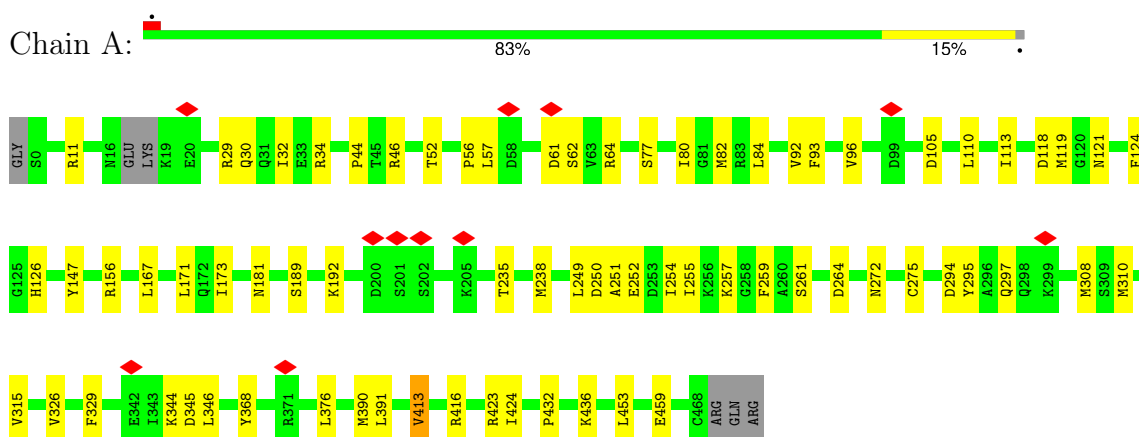 Chain A:
83% 15%
GLY S0 R11 N16 GLU LYS K19 E20 R29 Q30 Q31 I32 E33 R34 P44 T45 R46 T52 P56 L57 D58 D61 S62 V63 R64 S77 I80 G81 M82 R83 L84 V92 F93 V96 D99 D105 L110 I113 D118 M119 G120 N121
G125 H126 Y147 R156 L167 L171 Q172 I173 N181 S189 K192 D200 S201 S202 K205 T235 M238 L249 D250 A251 E252 D253 I254 I255 K256 K257 G258 F259 A260 S261 D264 N272 C275 D294 Y295 A296 Q297 Q298 K299 M308 S309 M310
V315 V326 F329 E342 I343 K344 D345 L346 Y368 R371 L376 M390 L391 V413 R416 R423 I424 P432 K436 L453 E459 C468 ARG GLN ARG